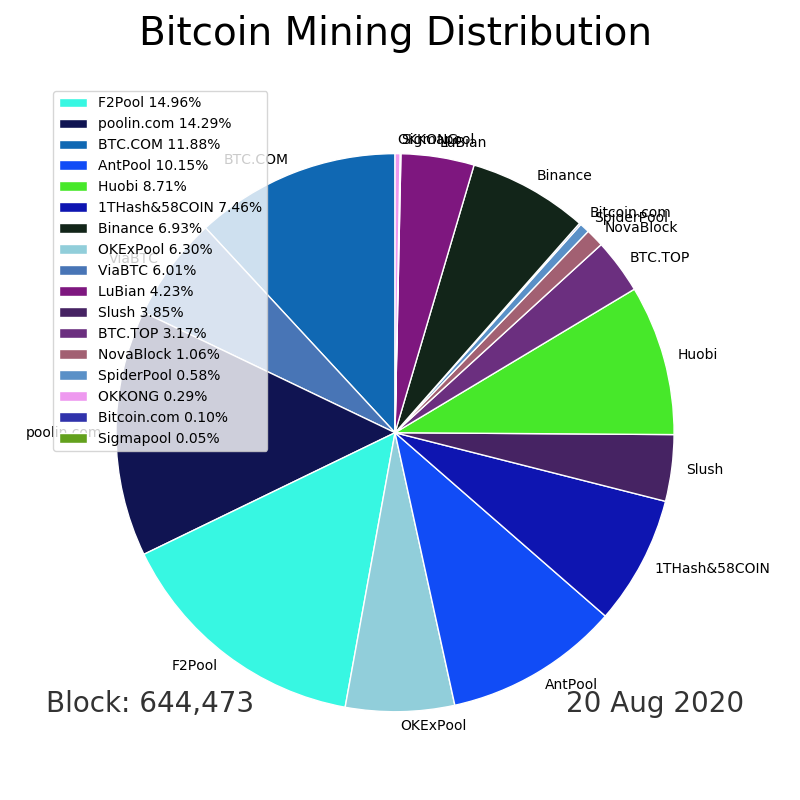 Bitcoin Mining Distribution
F2Pool 14.96%
poolin.com 14.29%
BTC.COM 11.88%
AntPool 10.15%
Huobi 8.71%
1THash&58COIN 7.46%
Binance 6.93%
OKExPool 6.30%
ViaBTC 6.01%
LuBian 4.23%
Slush 3.85%
BTC.TOP 3.17%
NovaBlock 1.06%
SpiderPool 0.58%
OKKONG 0.29%
Bitcoin.com 0.10%
Sigmapool 0.05%
OKKONG
Sigmapool
LuBian
BTC.COM
Binance
Bitcoin.com
SpiderPool
NovaBlock
BTC.TOP
ViaBTC
Huobi
poolin.com
Slush
1THash&58COIN
F2Pool
AntPool
OKExPool
Block: 644,473
20 Aug 2020